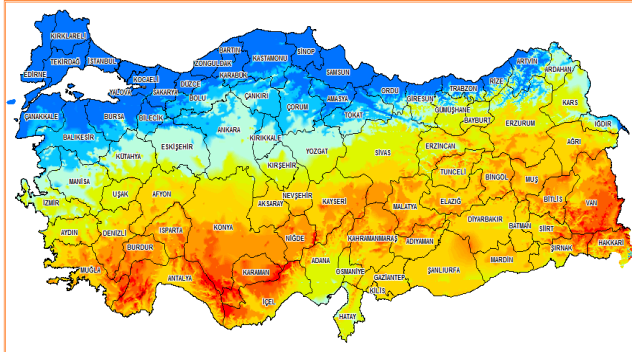 KIRKLARELİ
TEKİRDAĞ
İSTANBUL
EDİRNE
KOCAELİ
YALOVA
SAKARYA
DÜZCE
BOLU
ZONGULDAK
BARTIN
KARABÜK
KASTAMONU
SİNOP
SAMSUN
ÇANKIRI
ÇORUM
AMASYA
TOKAT
ORDU
GİRESUN
TRABZON
GÜMÜŞHANE
BAYBURT
RİZE
ARTVİN
ARDAHAN
KARS
IĞDIR
ÇANAKKALE
BALIKESİR
BURSA
BİLECİK
KÜTAHYA
ESKİŞEHİR
ANKARA
KIRIKKALE
KIRŞEHİR
YOZGAT
SİVAS
ERZİNCAN
ERZURUM
AĞRI
MANİSA
İZMİR
UŞAK
AFYON
AKSARAY
NEVŞEHİR
KAYSERİ
MALATYA
TUNCELİ
ELAZIĞ
BİNGÖL
MUŞ
BİTLİS
VAN
AYDIN
DENİZLİ
BURDUR
ISPARTA
KONYA
NİĞDE
KAHRAMANMARAŞ
ADIYAMAN
DİYARBAKIR
BATMAN
SİİRT
ŞIRNAK
HAKKARİ
MUĞLA
ANTALYA
KARAMAN
İÇEL
ADANA
OSMANİYE
GAZİANTEP
KİLİS
ŞANLIURFA
MARDİN
HATAY